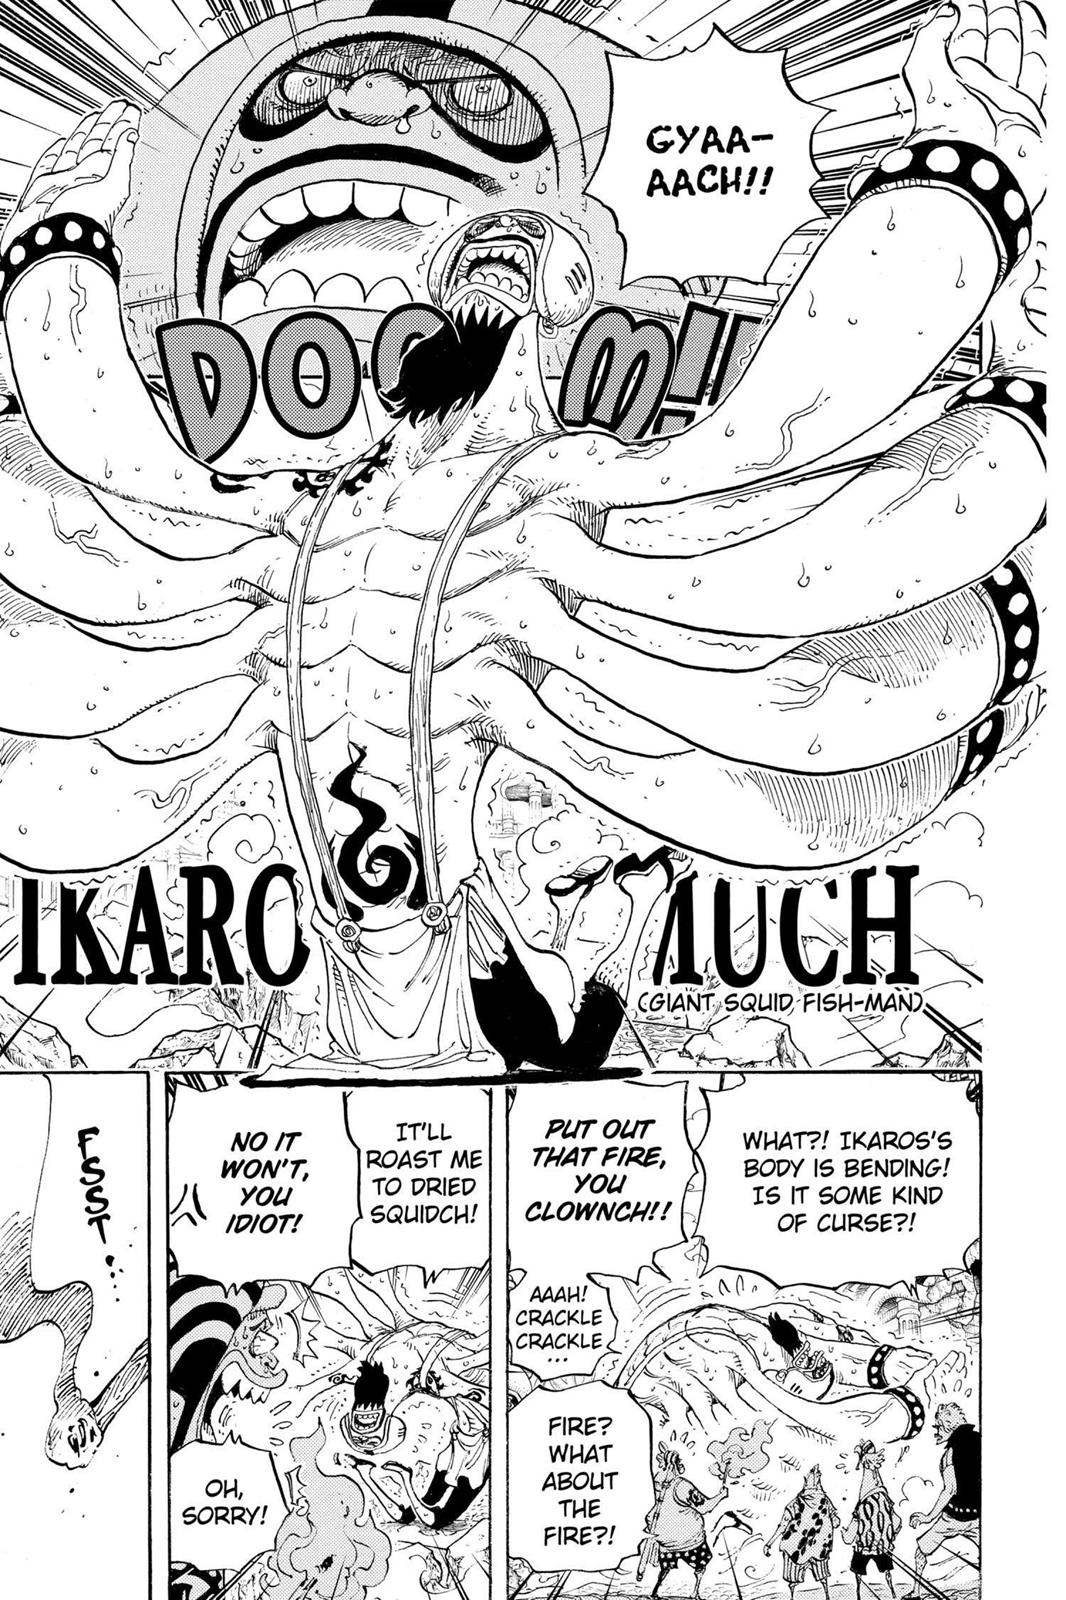 GYAA-
AACH!!
DOOM!!
IKARO MUCH
(GIANT SQUID FISH-MAN)
WHAT?! IKAROS'S
BODY IS BENDING!
IS IT SOME KIND
OF CURSE?!
PUT OUT
THAT FIRE,
YOU
CLOWNCH!!
AAAH!
CRACKLE
CRACKLE
...
FIRE?
WHAT
ABOUT
THE
FIRE?!
IT'LL
ROAST ME
TO DRIED
SQUIDCH!
NO IT
WON'T,
YOU
IDIOT!
OH,
SORRY!
FSST...